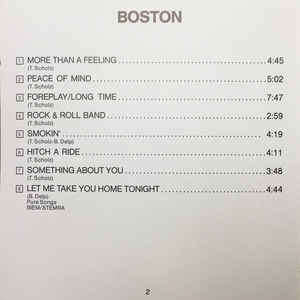 BOSTON
1 MORE THAN A FEELING 4:45
(T. Scholz)
2 PEACE OF MIND 5:02
(T. Scholz)
3 FOREPLAY/LONG TIME 7:47
(T. Scholz)
4 ROCK & ROLL BAND 2:59
(T. Scholz)
5 SMOKIN' 4:19
(T. Scholz-B. Delp)
6 HITCH A RIDE 4:11
(T. Scholz)
7 SOMETHING ABOUT YOU 3:48
(T. Scholz)
8 LET ME TAKE YOU HOME TONIGHT 4:44
(B. Delp)
Pure Songs
BIEM/STEMRA
2